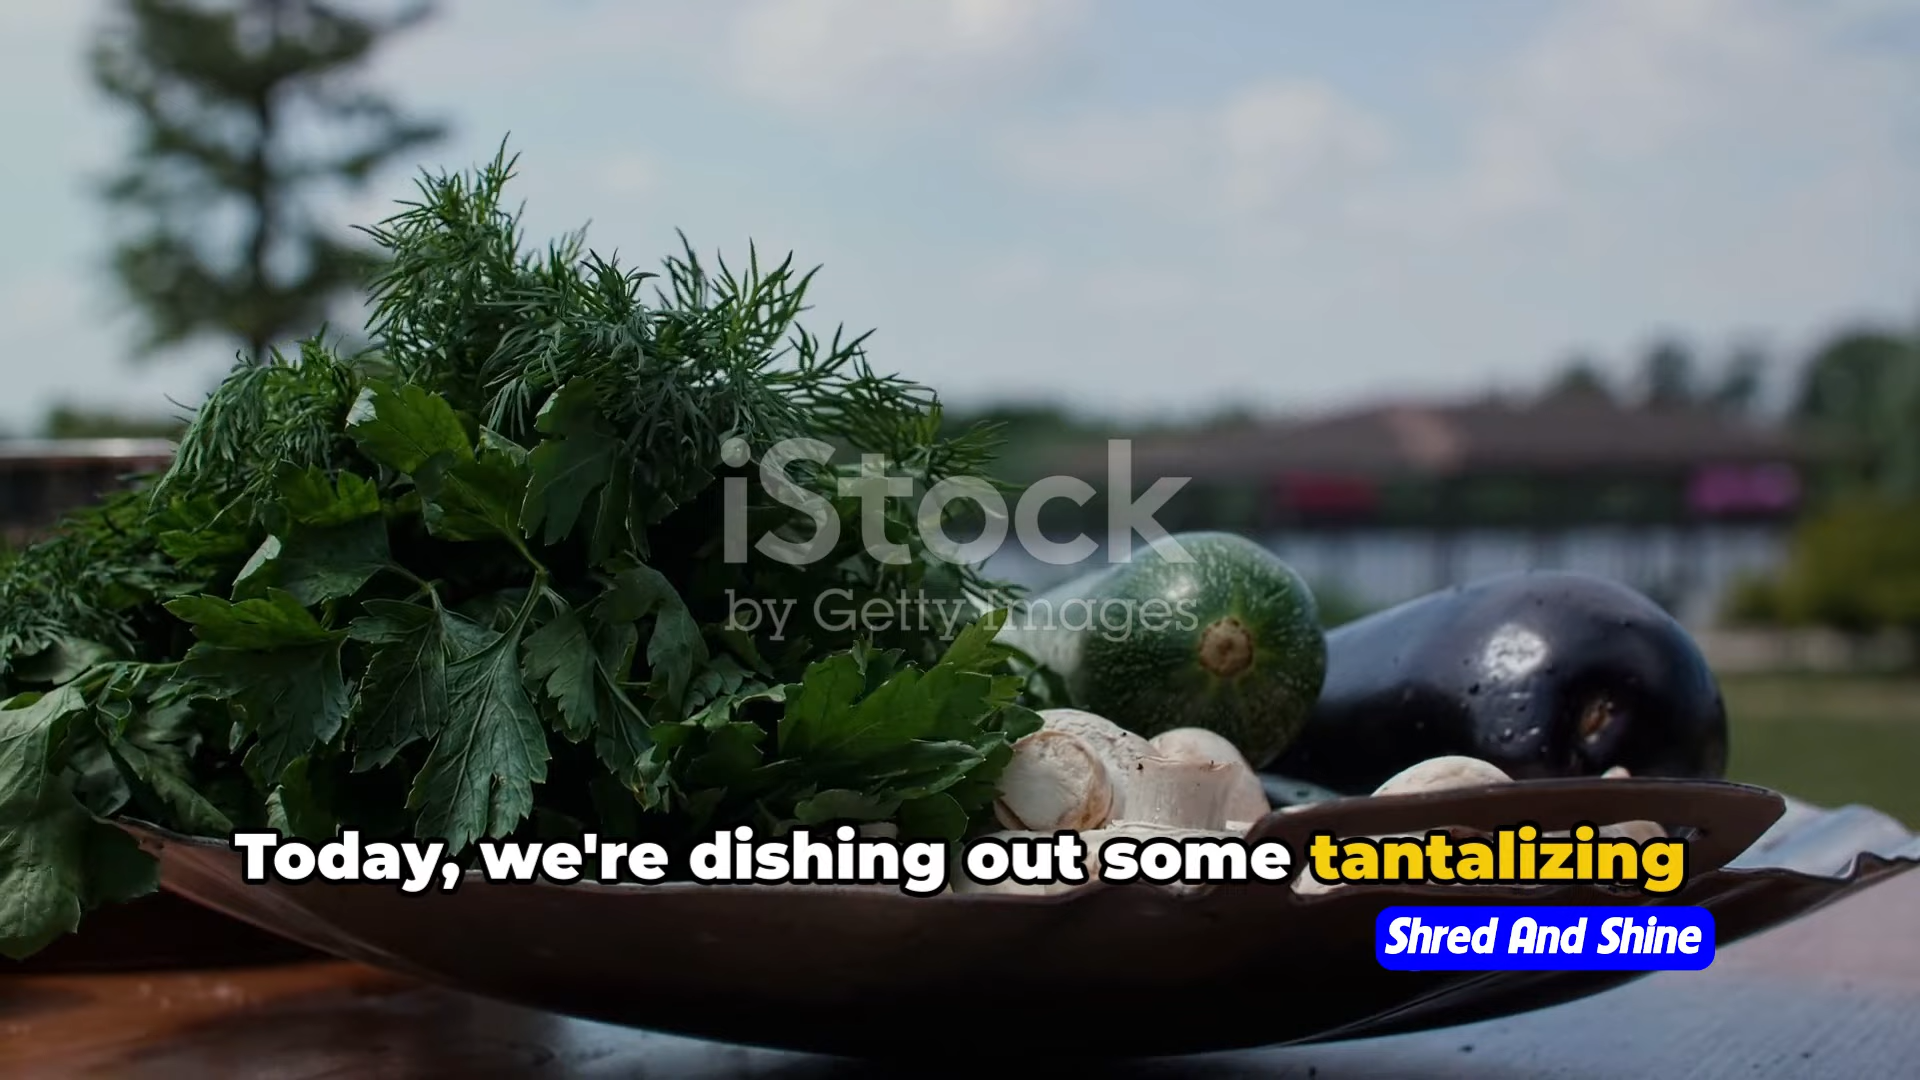 iStock
by Getty Images
Today, we're dishing out some tantalizing
Shred And Shine